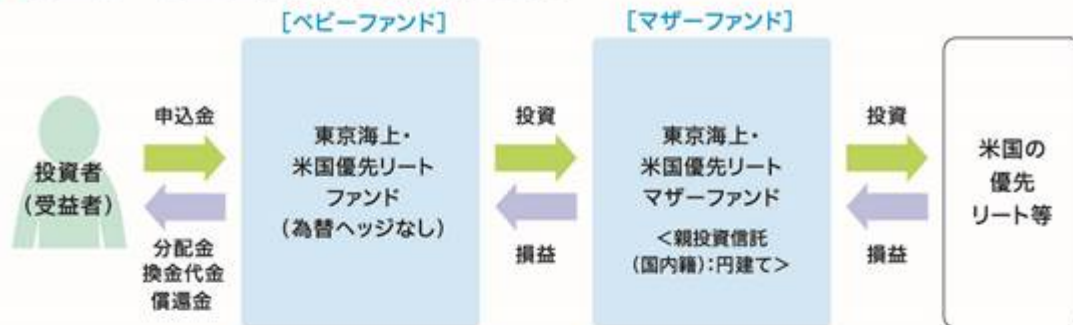 [ベビーファンド]
[マザーファンド]
投資者
(受益者)
申込金
分配金
換金代金
償還金
東京海上・
米国優先リート
ファンド
(為替ヘッジなし)
投資
損益
東京海上・
米国優先リート
マザーファンド
<親投資信託
(国内籍):円建て>
投資
損益
米国の
優先
リート等